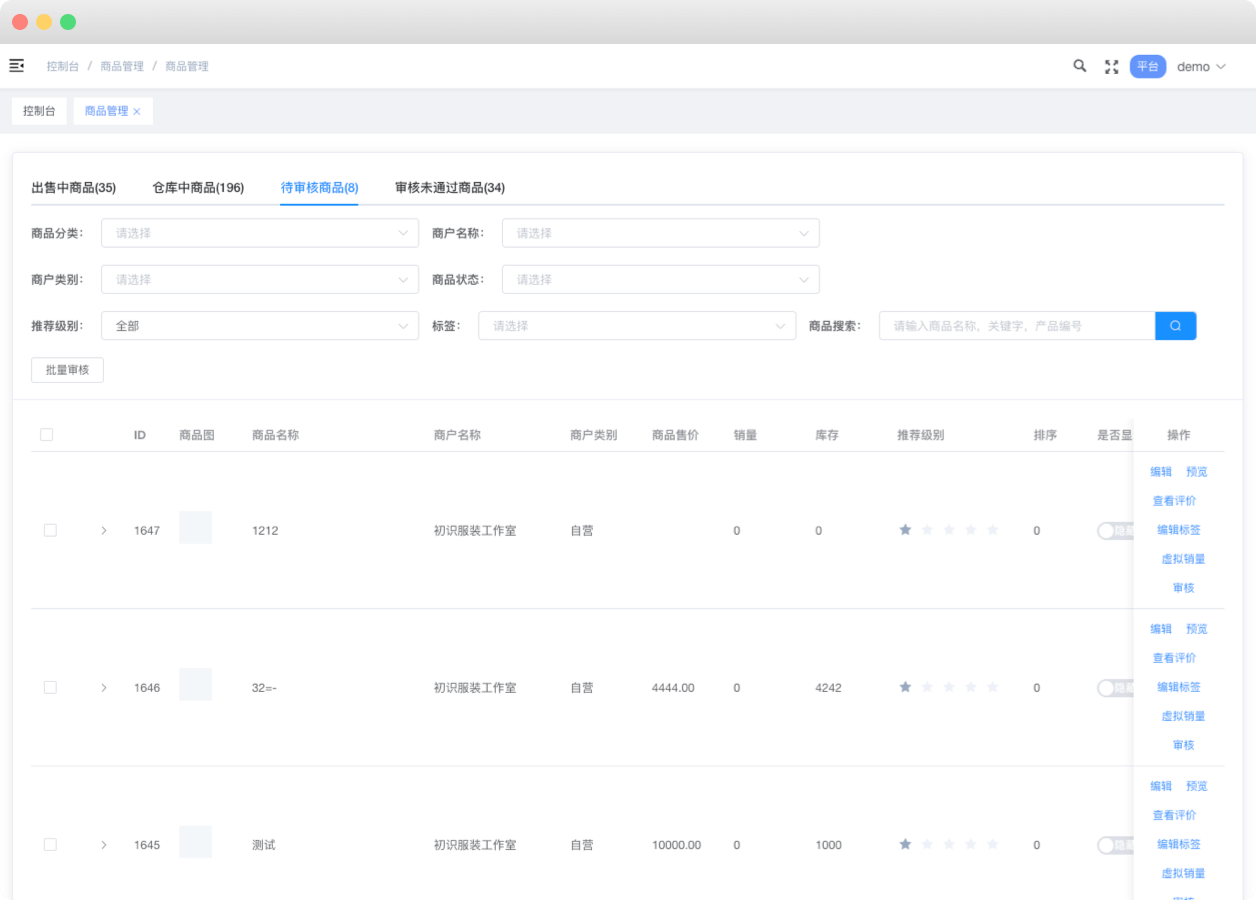 控制台 / 商品管理 / 商品管理 平台 demo
控制台 商品管理 ×
出售中商品(35) 仓库中商品(196) 待审核商品(8) 审核未通过商品(34)
商品分类: 请选择 商户名称: 请选择
商户类别: 请选择 商品状态: 请选择
推荐级别: 全部 标签: 请选择 商品搜索: 请输入商品名称, 关键字, 产品编号
批量审核
ID 商品图 商品名称 商户名称 商户类别 商品售价 销量 库存 推荐级别 排序 是否显 操作
编辑 预览
查看评价
1647 1212 初识服装工作室 自营 0 0 0 编辑标签
虚拟销量
审核
编辑 预览
查看评价
1646 32=- 初识服装工作室 自营 4444.00 0 4242 0 编辑标签
虚拟销量
审核
编辑 预览
查看评价
1645 测试 初识服装工作室 自营 10000.00 0 1000 0 编辑标签
虚拟销量